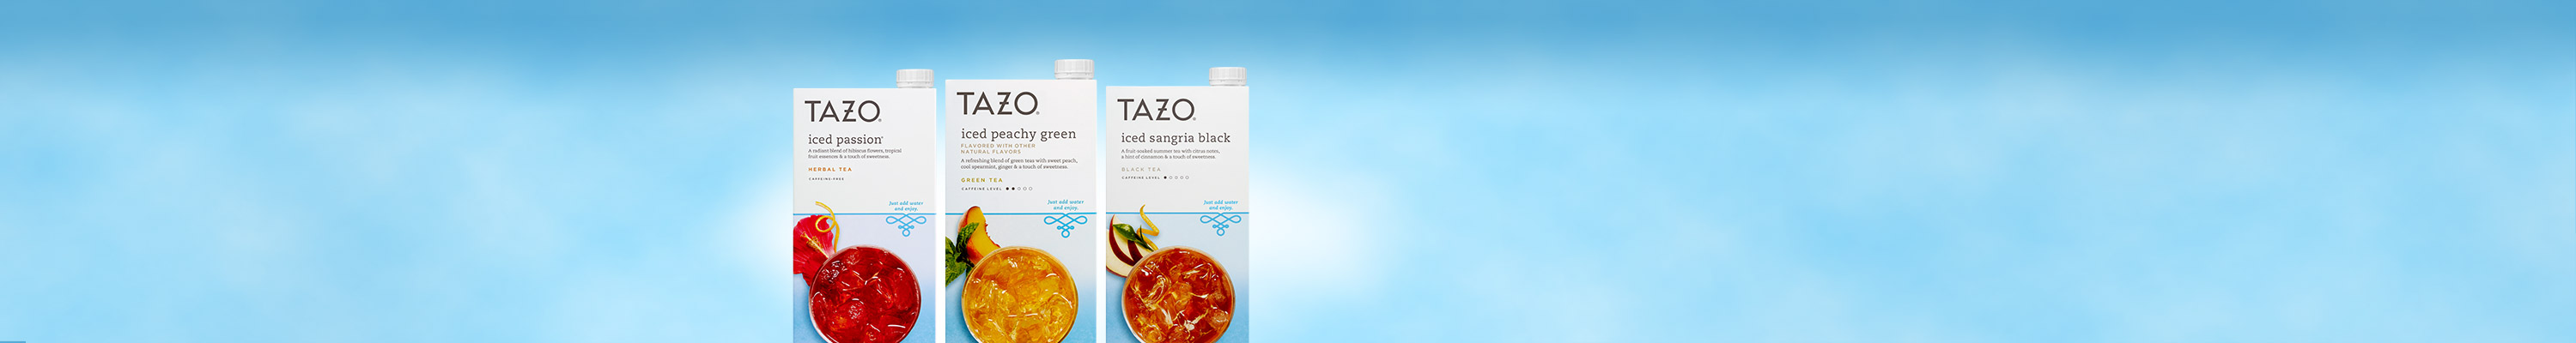 TAZO®
iced passion®
A radiant blend of hibiscus flowers, tropical
fruit essences & a touch of sweetness.
HERBAL TEA
CAFFEINE-FREE
Just add water
and enjoy.
TAZO®
iced peachy green
FLAVORED WITH OTHER
NATURAL FLAVORS
A refreshing blend of green teas with sweet peach,
cool spearmint, ginger & a touch of sweetness.
GREEN TEA
CAFFEINE LEVEL
Just add water
and enjoy.
TAZO®
iced sangria black
A fruit-soaked summer tea with citrus notes,
a hint of cinnamon & a touch of sweetness.
BLACK TEA
CAFFEINE LEVEL
Just add water
and enjoy.